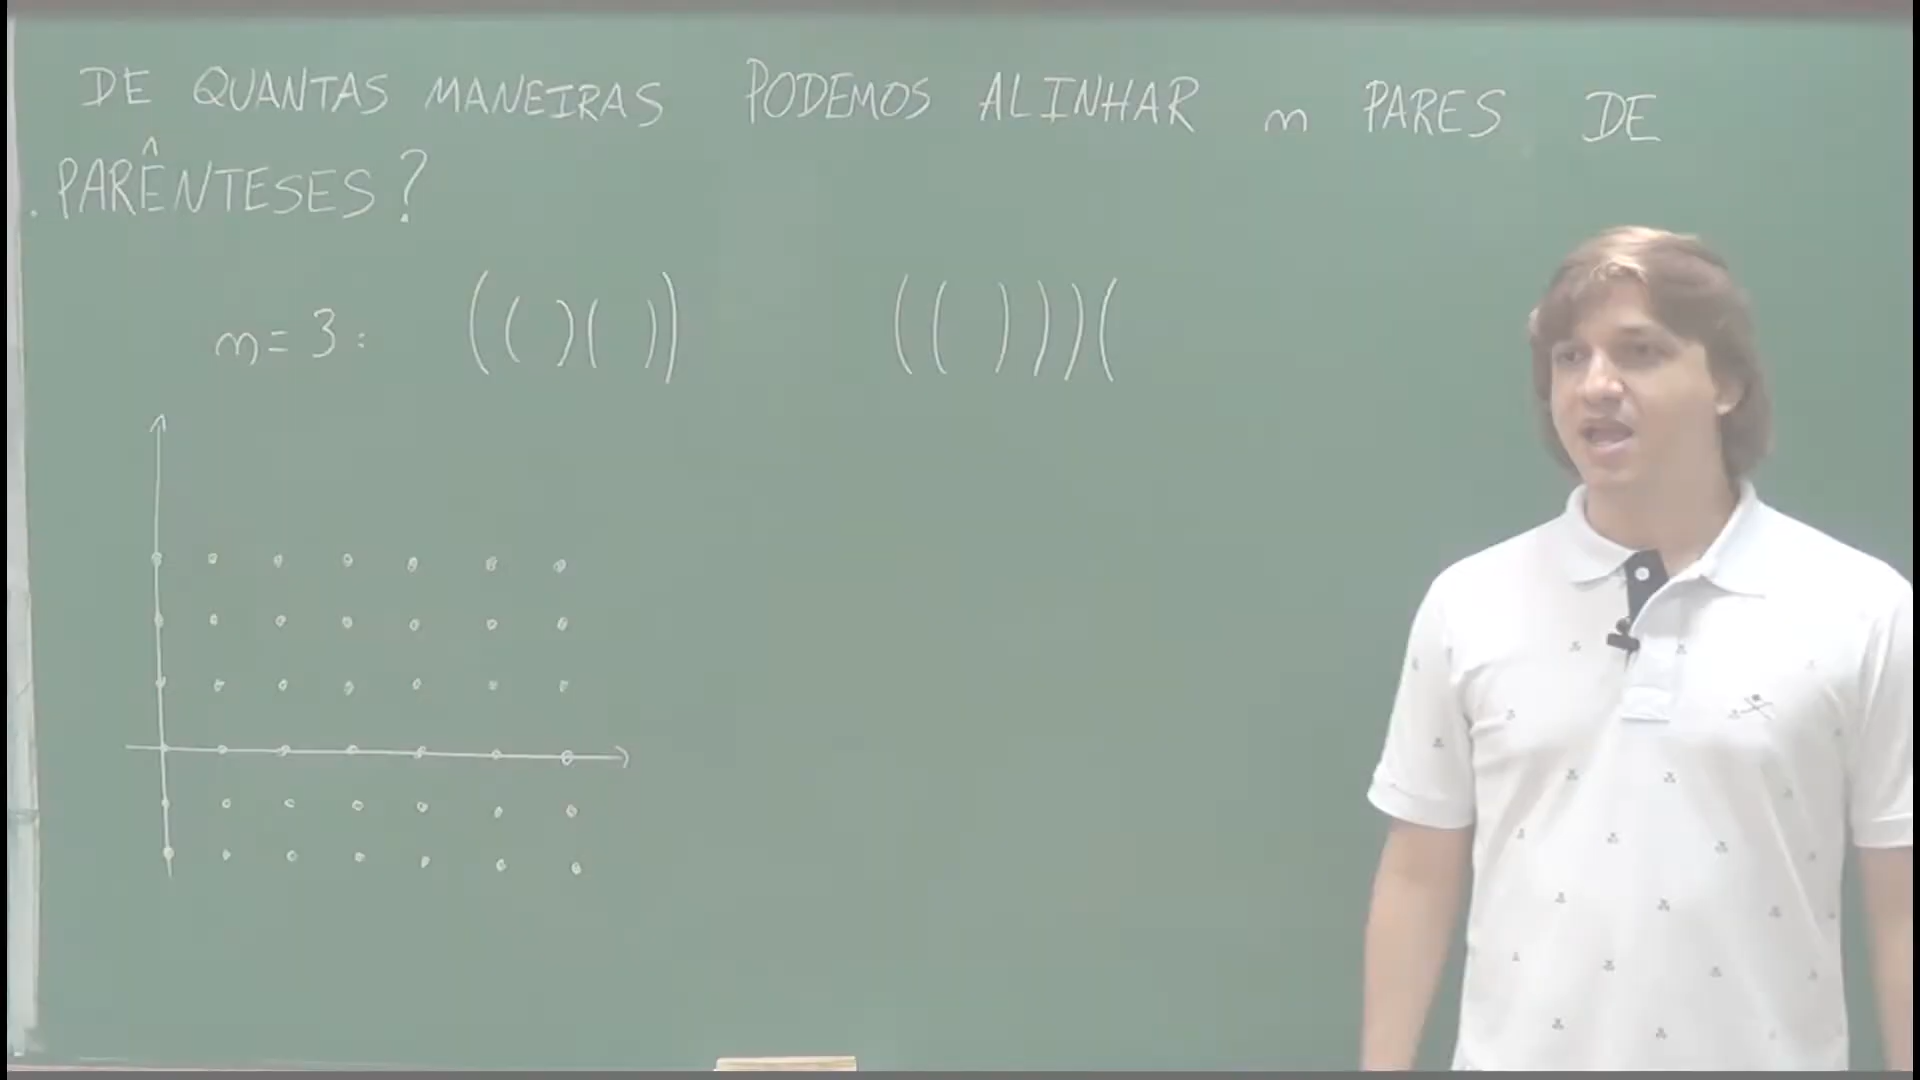 DE QUANTAS MANEIRAS PODEMOS ALINHAR n PARES DE
PARÊNTESES?
n = 3 : (()()) (()))(